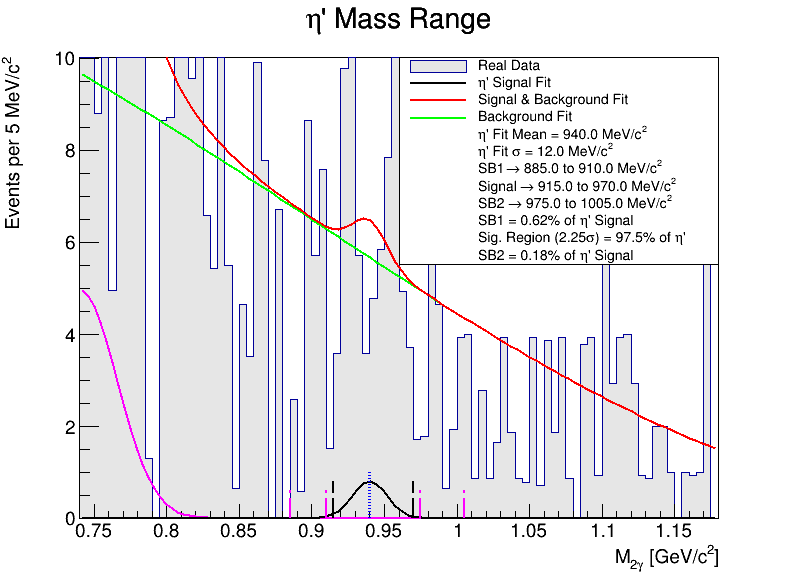 η' Mass Range
Events per 5 MeV/c²
10
8
6
4
2
0
Real Data
η' Signal Fit
Signal & Background Fit
Background Fit
η' Fit Mean = 940.0 MeV/c²
η' Fit σ = 12.0 MeV/c²
SB1 → 885.0 to 910.0 MeV/c²
Signal → 915.0 to 970.0 MeV/c²
SB2 → 975.0 to 1005.0 MeV/c²
SB1 = 0.62% of η' Signal
Sig. Region (2.25σ) = 97.5% of η'
SB2 = 0.18% of η' Signal
0.75 0.8 0.85 0.9 0.95 1 1.05 1.1 1.15
M₂γ [GeV/c²]